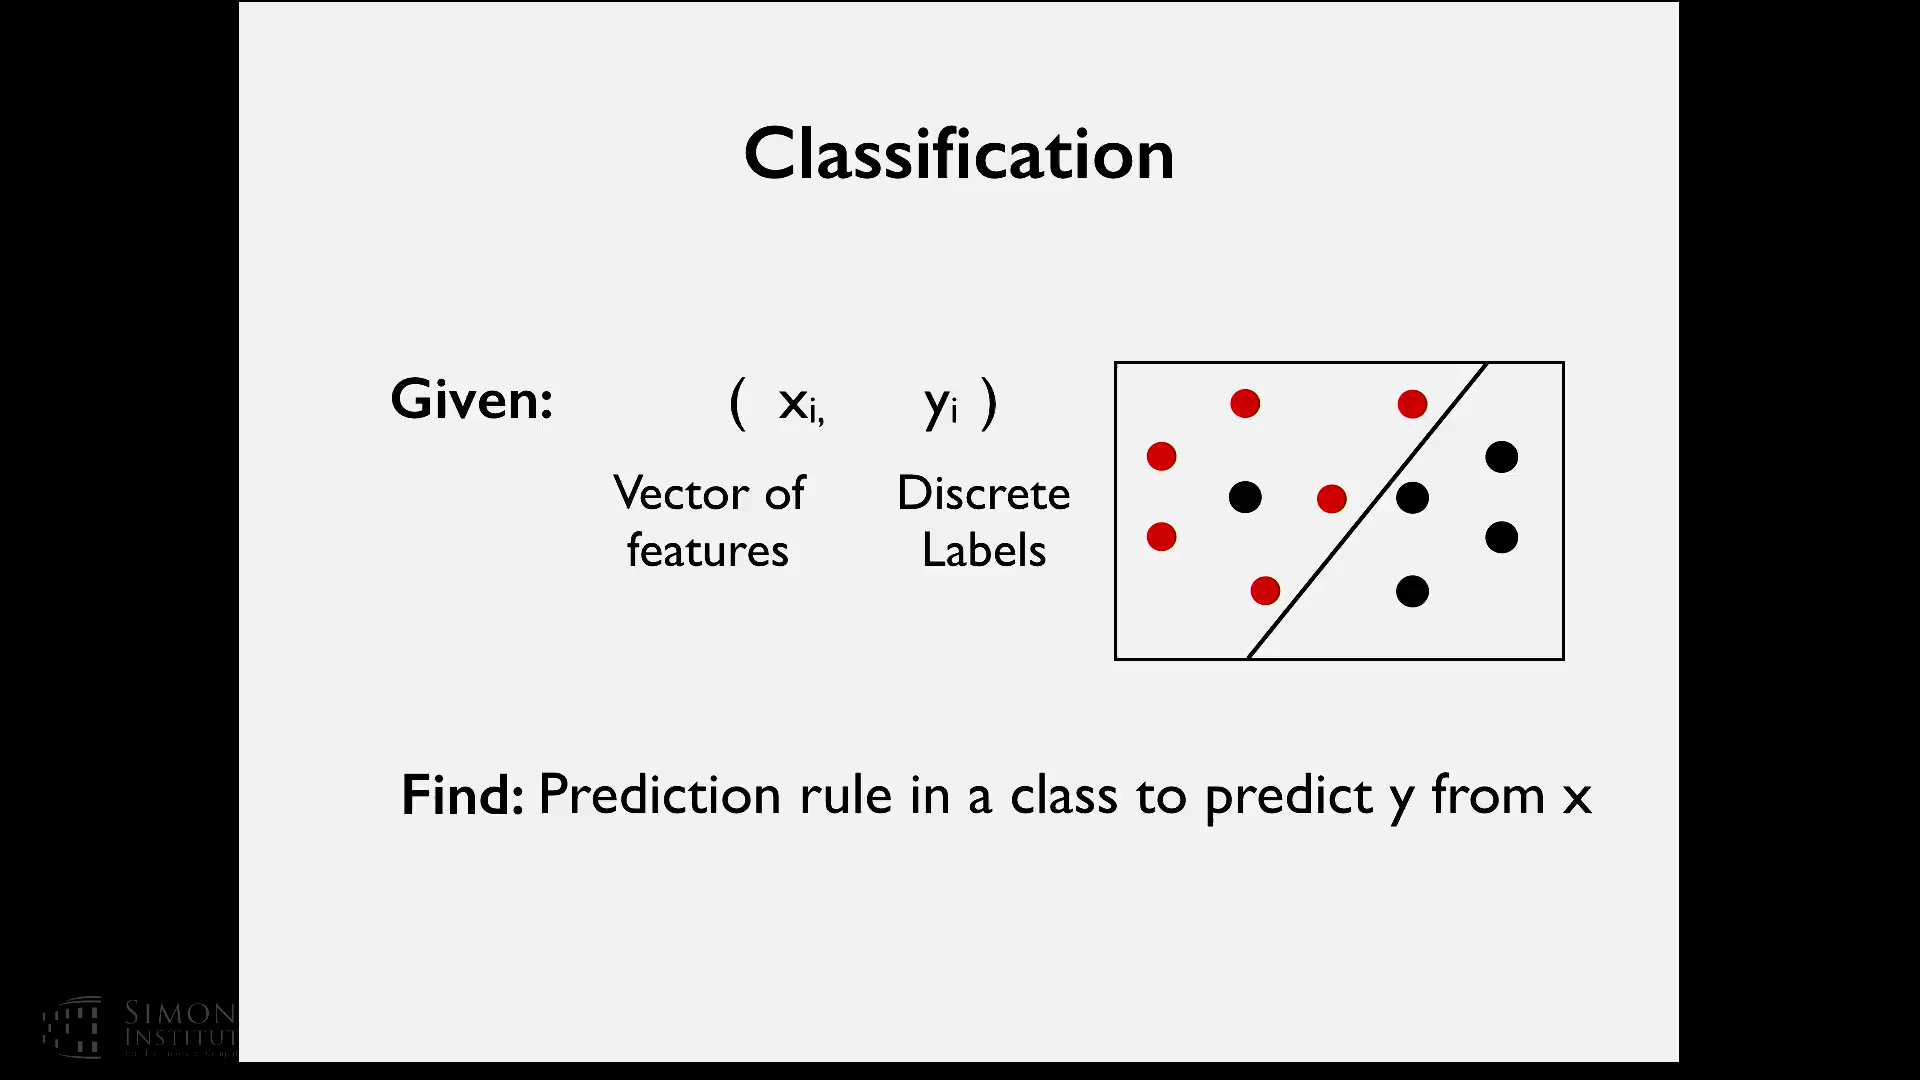 Classification
Given: ( xi, yi )
Vector of features
Discrete Labels
Find: Prediction rule in a class to predict y from x
SIMON
INSTITUT